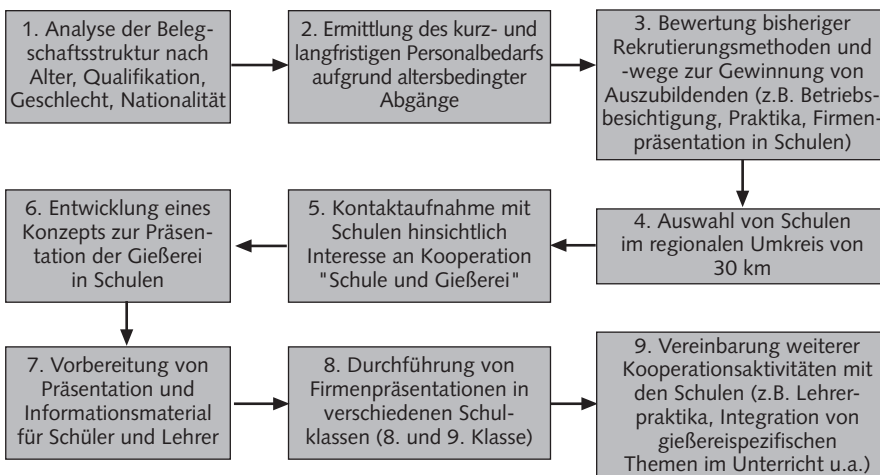 1. Analyse der Beleg-
schaftsstruktur nach
Alter, Qualifikation,
Geschlecht, Nationalität
2. Ermittlung des kurz- und
langfristigen Personalbedarfs
aufgrund altersbedingter
Abgänge
3. Bewertung bisheriger
Rekrutierungsmethoden und
-wege zur Gewinnung von
Auszubildenden (z.B. Betriebs-
besichtigung, Praktika, Firmen-
präsentation in Schulen)
4. Auswahl von Schulen
im regionalen Umkreis von
30 km
5. Kontaktaufnahme mit
Schulen hinsichtlich
Interesse an Kooperation
"Schule und Gießerei"
6. Entwicklung eines
Konzepts zur Präsen-
tation der Gießerei
in Schulen
7. Vorbereitung von
Präsentation und
Informationsmaterial
für Schüler und Lehrer
8. Durchführung von
Firmenpräsentationen in
verschiedenen Schul-
klassen (8. und 9. Klasse)
9. Vereinbarung weiterer
Kooperationsaktivitäten mit
den Schulen (z.B. Lehrer-
praktika, Integration von
gießereispezifischen
Themen im Unterricht u.a.)